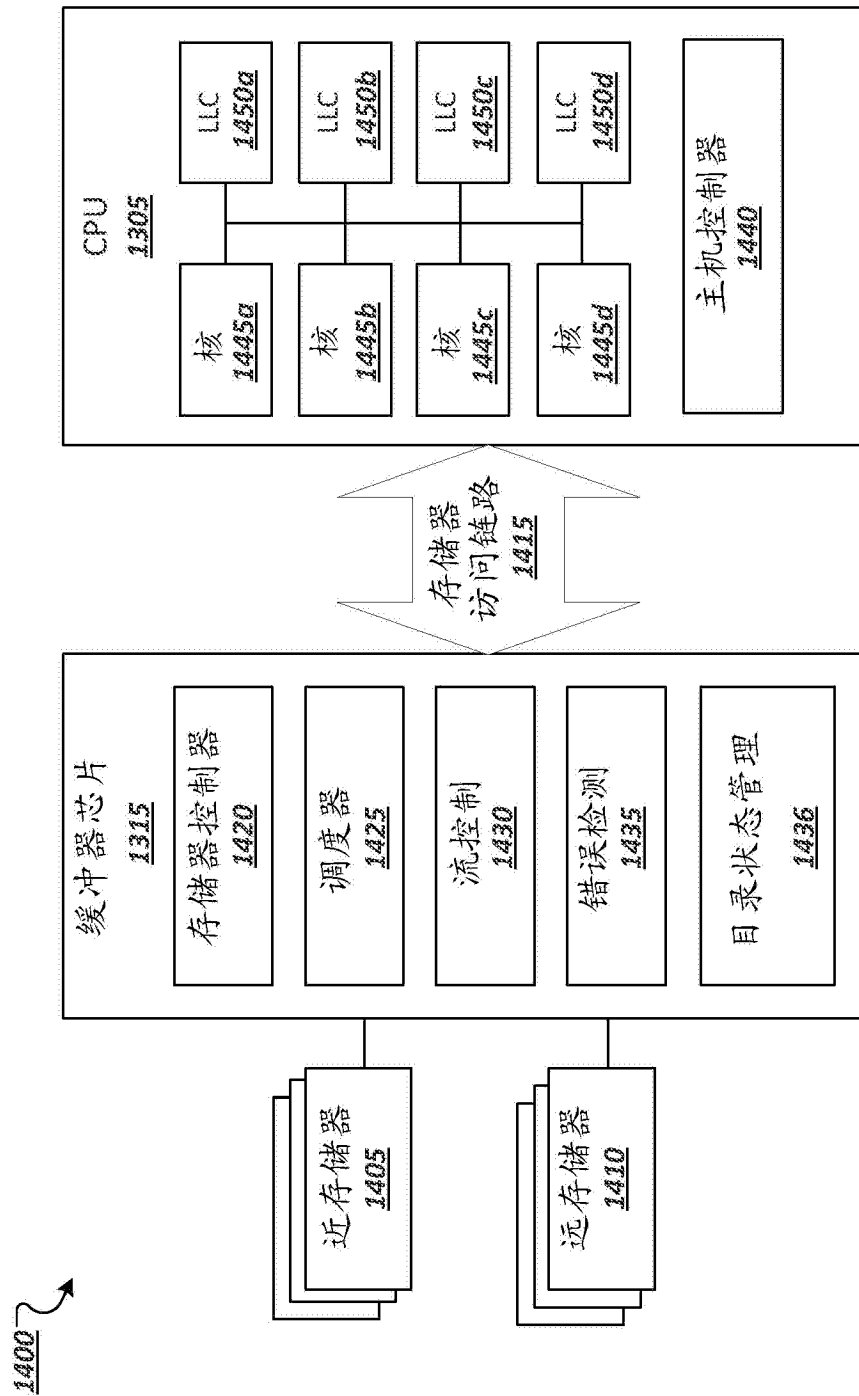 1400
近存储器
1405
远存储器
1410
缓冲器芯片
1315
存储器控制器
1420
调度器
1425
流控制
1430
错误检测
1435
目录状态管理
1436
存储器
访问链路
1415
CPU
1305
核
1445a
LLC
1450a
核
1445b
LLC
1450b
核
1445c
LLC
1450c
核
1445d
LLC
1450d
主机控制器
1440